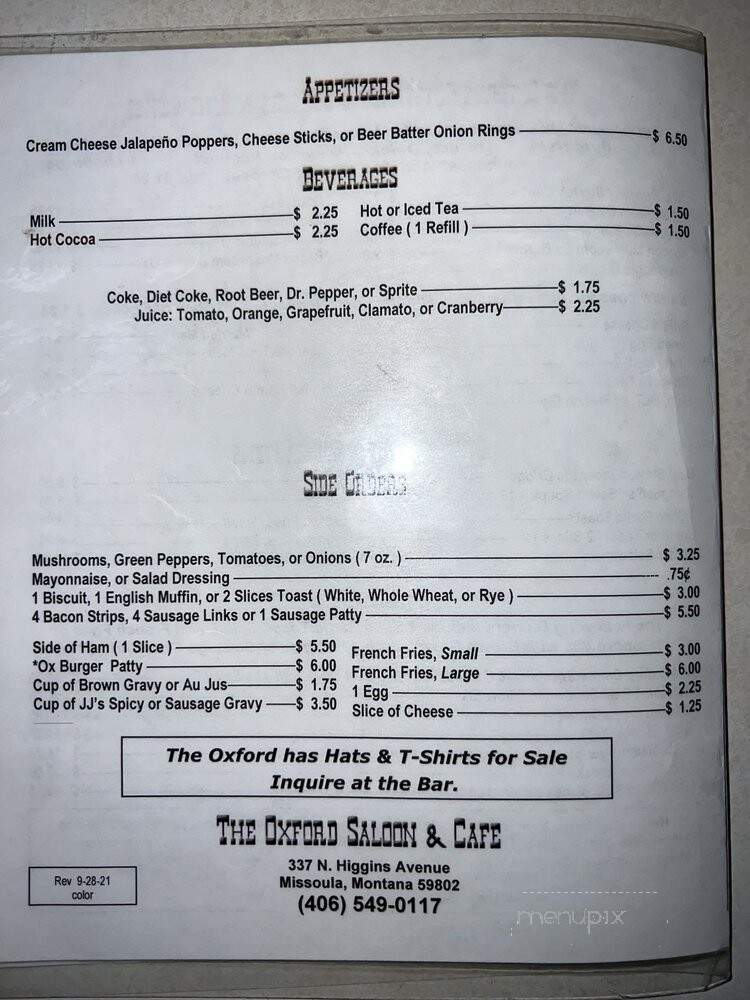 APPETIZERS
Cream Cheese Jalapeño Poppers, Cheese Sticks, or Beer Batter Onion Rings $ 6.50
BEVERAGES
Milk $ 2.25 Hot or Iced Tea $ 1.50
Hot Cocoa $ 2.25 Coffee ( 1 Refill ) $ 1.50
Coke, Diet Coke, Root Beer, Dr. Pepper, or Sprite $ 1.75
Juice: Tomato, Orange, Grapefruit, Clamato, or Cranberry $ 2.25
SIDE ORDERS
Mushrooms, Green Peppers, Tomatoes, or Onions ( 7 oz. ) $ 3.25
Mayonnaise, or Salad Dressing .75¢
1 Biscuit, 1 English Muffin, or 2 Slices Toast ( White, Whole Wheat, or Rye ) $ 3.00
4 Bacon Strips, 4 Sausage Links or 1 Sausage Patty $ 5.50
Side of Ham ( 1 Slice ) $ 5.50 French Fries, Small $ 3.00
*Ox Burger Patty $ 6.00 French Fries, Large $ 6.00
Cup of Brown Gravy or Au Jus $ 1.75 1 Egg $ 2.25
Cup of JJ's Spicy or Sausage Gravy $ 3.50 Slice of Cheese $ 1.25
The Oxford has Hats & T-Shirts for Sale
Inquire at the Bar.
THE OXFORD SALOON & CAFE
337 N. Higgins Avenue
Missoula, Montana 59802
(406) 549-0117
Rev 9-28-21
color
menupix